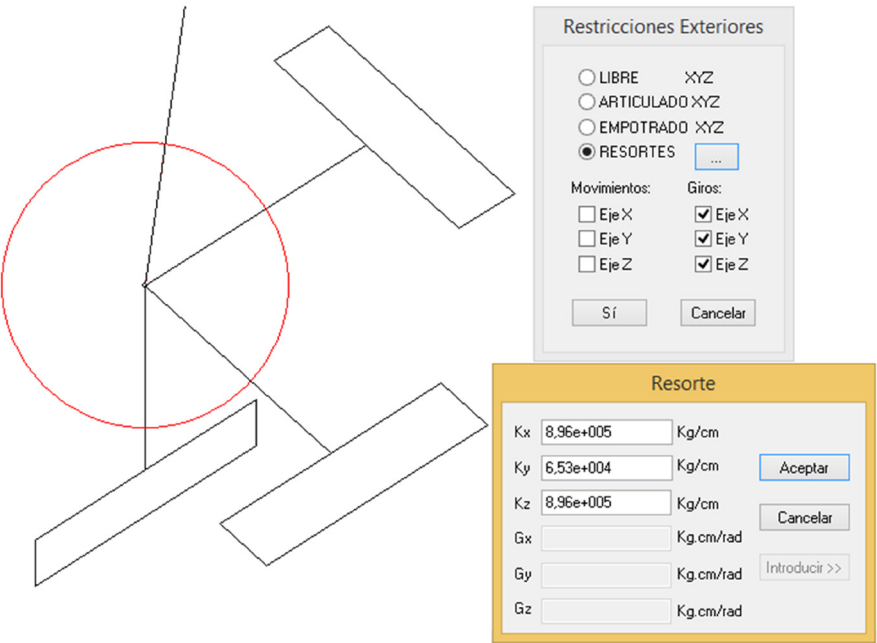 Restricciones Exteriores
LIBRE XYZ
ARTICULADO XYZ
EMPOTRADO XYZ
RESORTES ...
Movimientos: Giros:
Eje X Eje X
Eje Y Eje Y
Eje Z Eje Z
Sí Cancelar
Resorte
Kx 8,96e+005 Kg/cm
Ky 6,53e+004 Kg/cm Aceptar
Kz 8,96e+005 Kg/cm Cancelar
Gx Kg.cm/rad
Gy Kg.cm/rad Introducir >>
Gz Kg.cm/rad